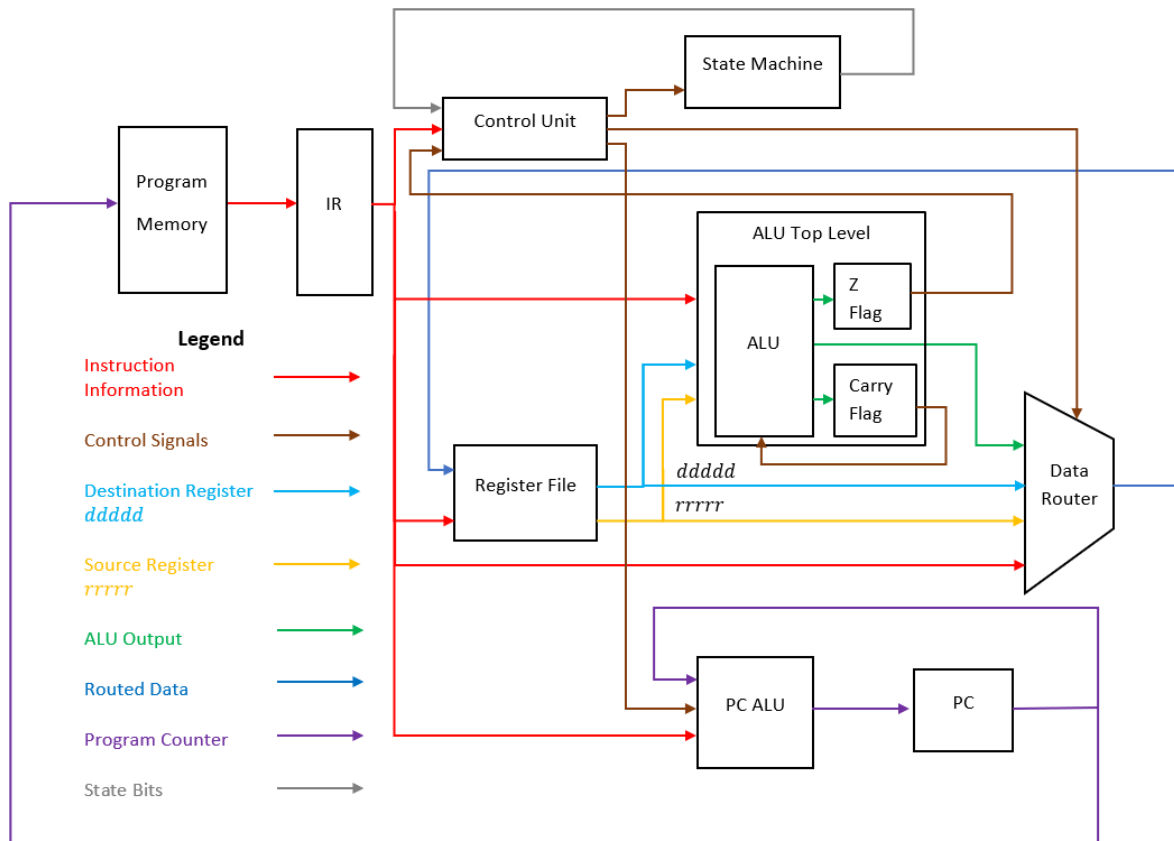 State Machine
Control Unit
Program
Memory
IR
ALU Top Level
Z
Flag
ALU
Carry
Flag
Legend
Instruction
Information
Control Signals
Destination Register
ddddd
Source Register
rrrrr
ALU Output
Routed Data
Program Counter
State Bits
Register File
ddddd
rrrrr
Data
Router
PC ALU
PC